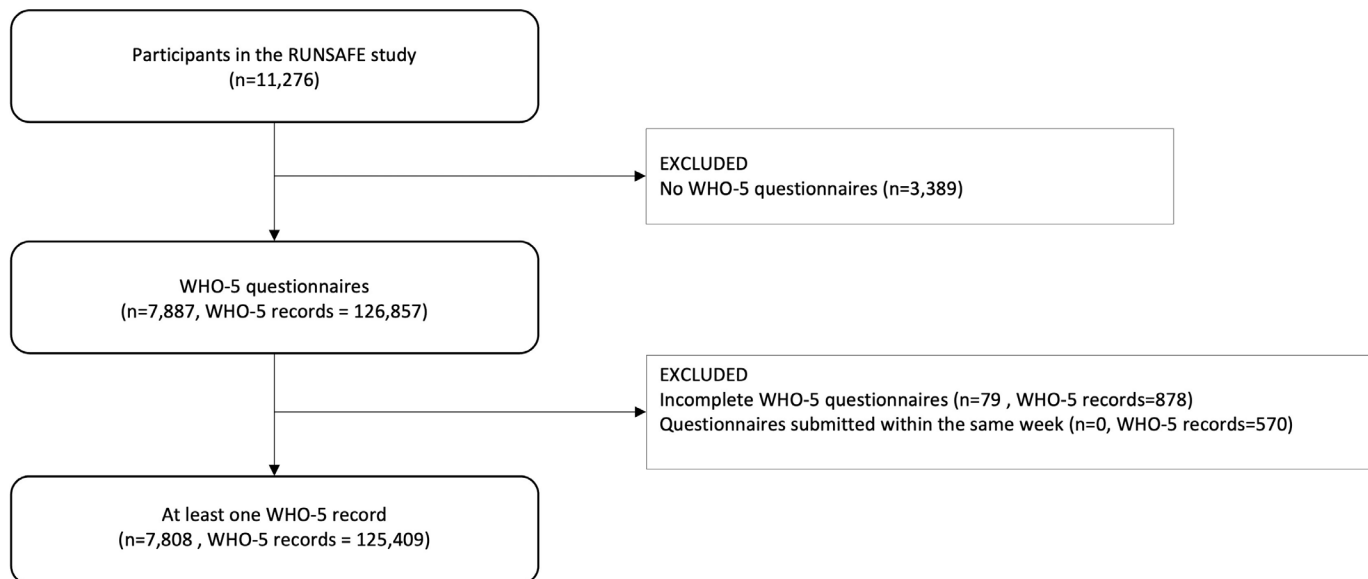 Participants in the RUNSAFE study
(n=11,276)
EXCLUDED
No WHO-5 questionnaires (n=3,389)
WHO-5 questionnaires
(n=7,887, WHO-5 records = 126,857)
EXCLUDED
Incomplete WHO-5 questionnaires (n=79 , WHO-5 records=878)
Questionnaires submitted within the same week (n=0, WHO-5 records=570)
At least one WHO-5 record
(n=7,808 , WHO-5 records = 125,409)